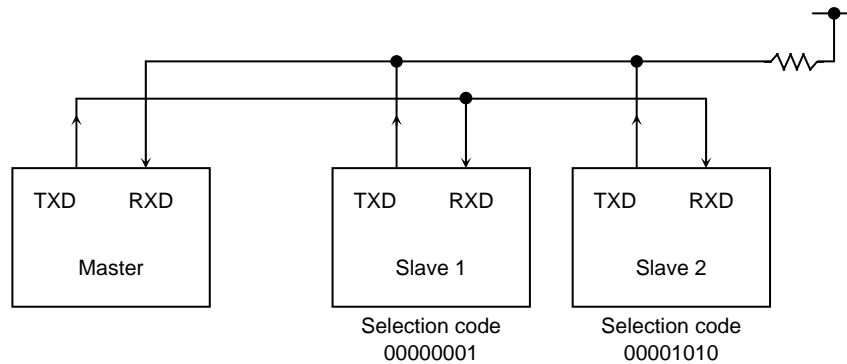 TXD RXD
Master
TXD RXD
Slave 1
TXD RXD
Slave 2
Selection code
00000001
Selection code
00001010